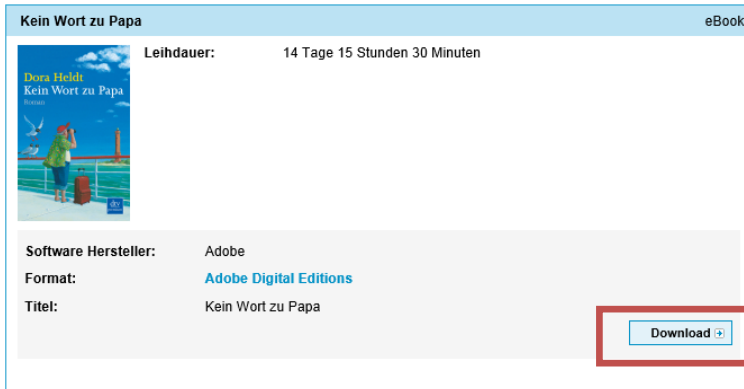 Kein Wort zu Papa
eBook
Leihdauer: 14 Tage 15 Stunden 30 Minuten
Dora Heldt
Kein Wort zu Papa
Roman
dtv
Software Hersteller: Adobe
Format: Adobe Digital Editions
Titel: Kein Wort zu Papa
Download